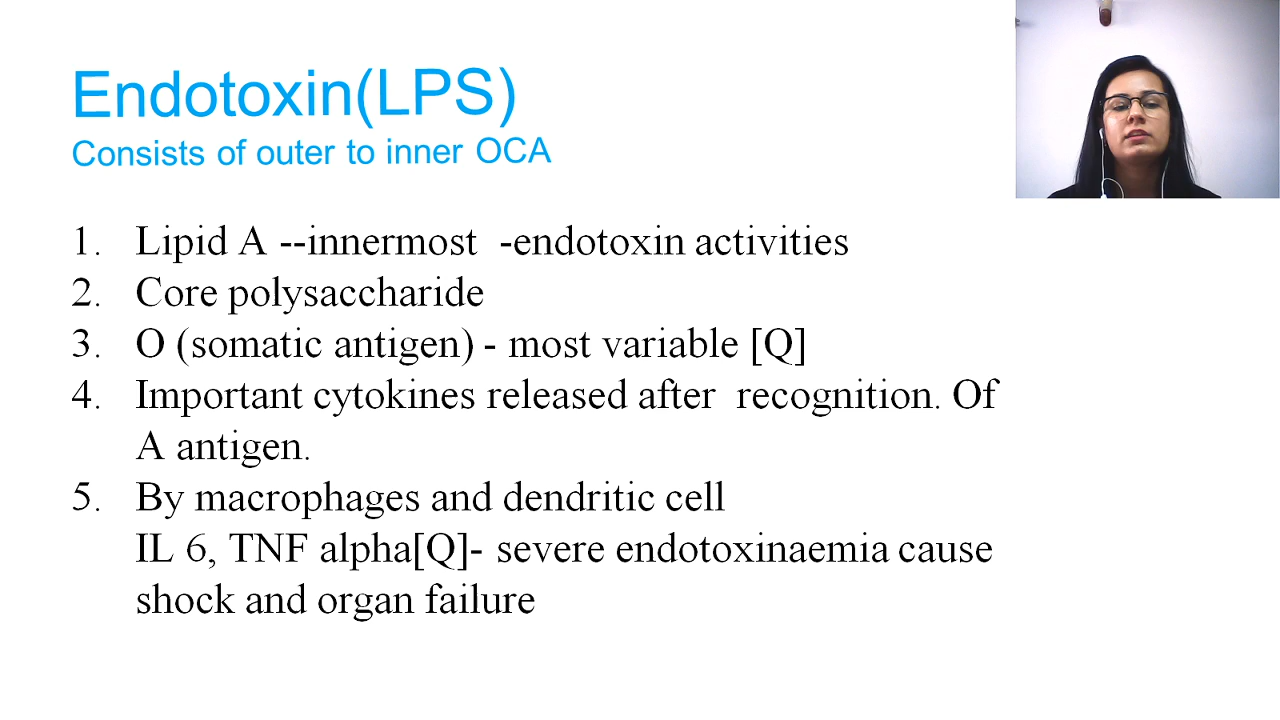 Endotoxin(LPS)
Consists of outer to inner OCA
1. Lipid A --innermost -endotoxin activities
2. Core polysaccharide
3. O (somatic antigen) - most variable [Q]
4. Important cytokines released after recognition. Of
A antigen.
5. By macrophages and dendritic cell
IL 6, TNF alpha[Q]- severe endotoxinaemia cause
shock and organ failure